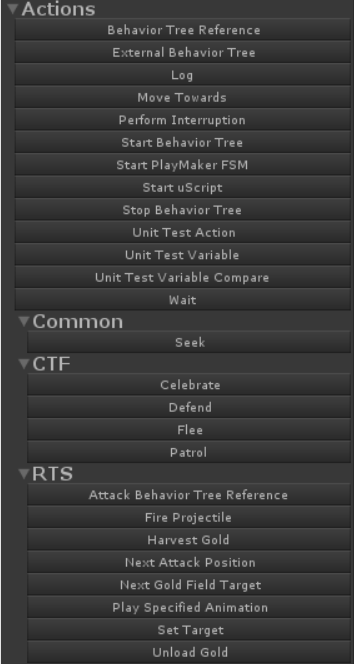 Actions
Behavior Tree Reference
External Behavior Tree
Log
Move Towards
Perform Interruption
Start Behavior Tree
Start PlayMaker FSM
Start uScript
Stop Behavior Tree
Unit Test Action
Unit Test Variable
Unit Test Variable Compare
Wait
Common
Seek
CTF
Celebrate
Defend
Flee
Patrol
RTS
Attack Behavior Tree Reference
Fire Projectile
Harvest Gold
Next Attack Position
Next Gold Field Target
Play Specified Animation
Set Target
Unload Gold